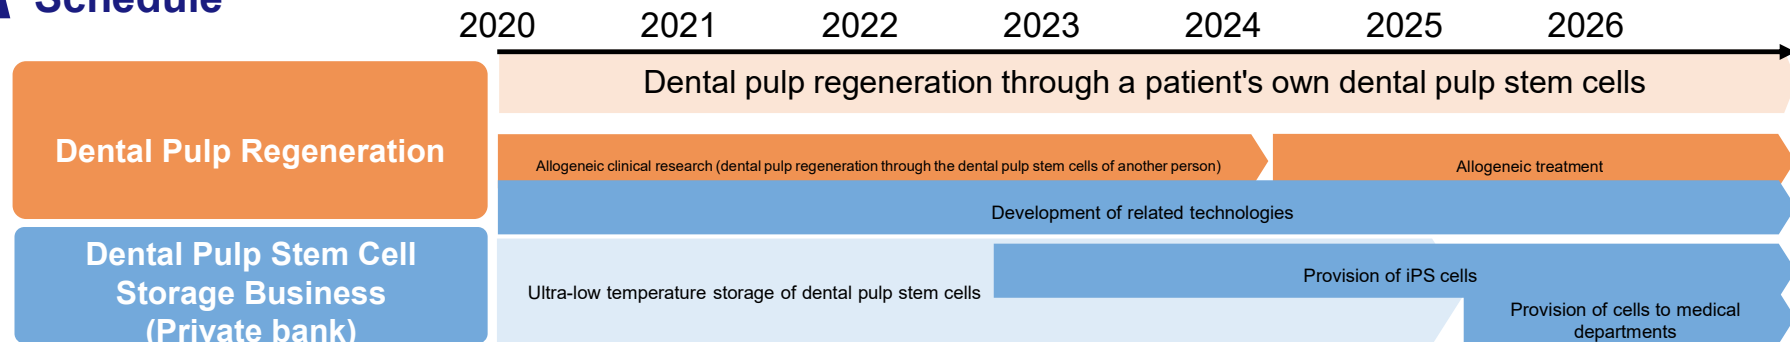 Schedule
2020 2021 2022 2023 2024 2025 2026
Dental pulp regeneration through a patient's own dental pulp stem cells
Dental Pulp Regeneration
Allogeneic clinical research (dental pulp regeneration through the dental pulp stem cells of another person)
Allogeneic treatment
Development of related technologies
Dental Pulp Stem Cell
Storage Business
(Private bank)
Ultra-low temperature storage of dental pulp stem cells
Provision of iPS cells
Provision of cells to medical
departments